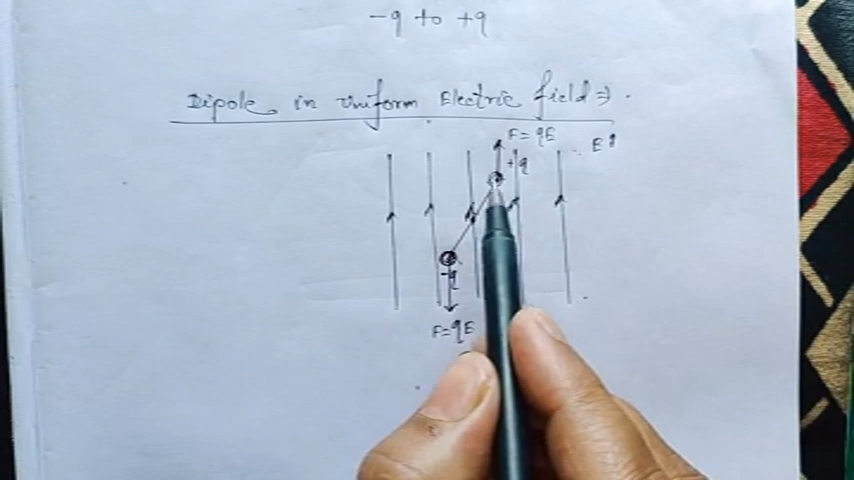 -q to +q
Dipole in uniform Electric field ⇒ .
F = qE
+q
E
-q
F = qE